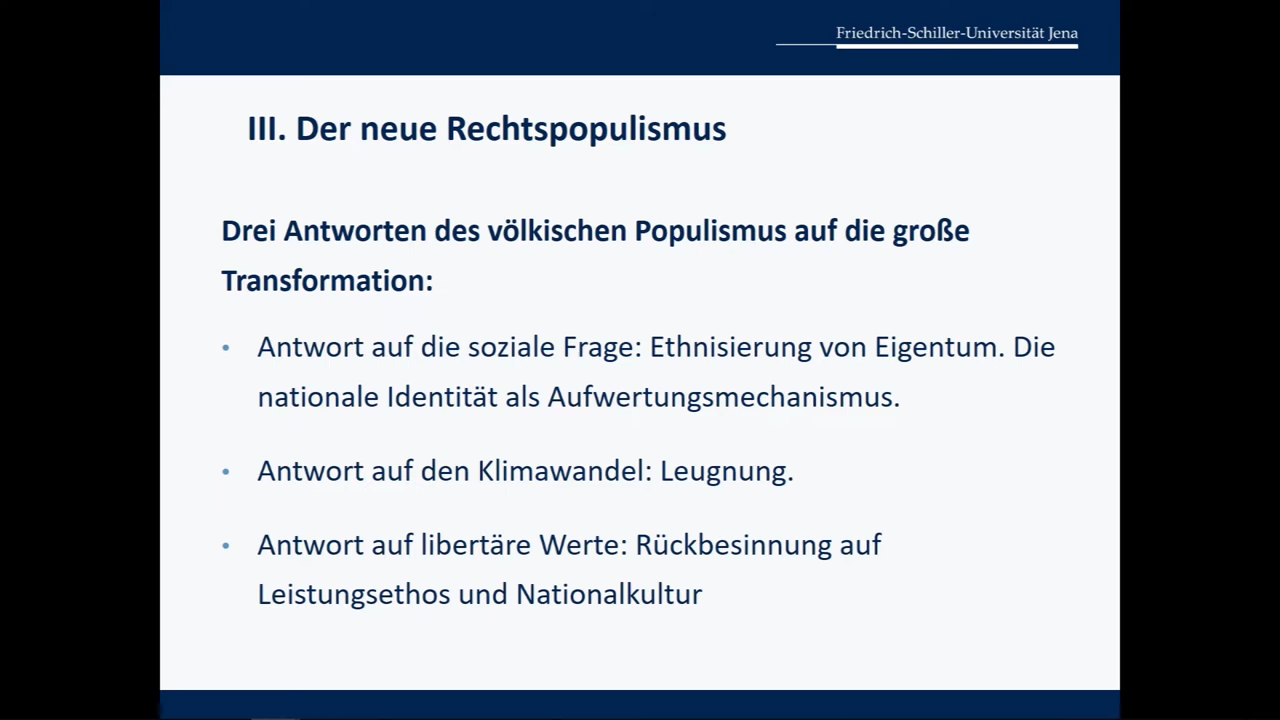 Friedrich-Schiller-Universität Jena
III. Der neue Rechtspopulismus
Drei Antworten des völkischen Populismus auf die große
Transformation:
• Antwort auf die soziale Frage: Ethnisierung von Eigentum. Die
nationale Identität als Aufwertungsmechanismus.
• Antwort auf den Klimawandel: Leugnung.
• Antwort auf libertäre Werte: Rückbesinnung auf
Leistungsethos und Nationalkultur